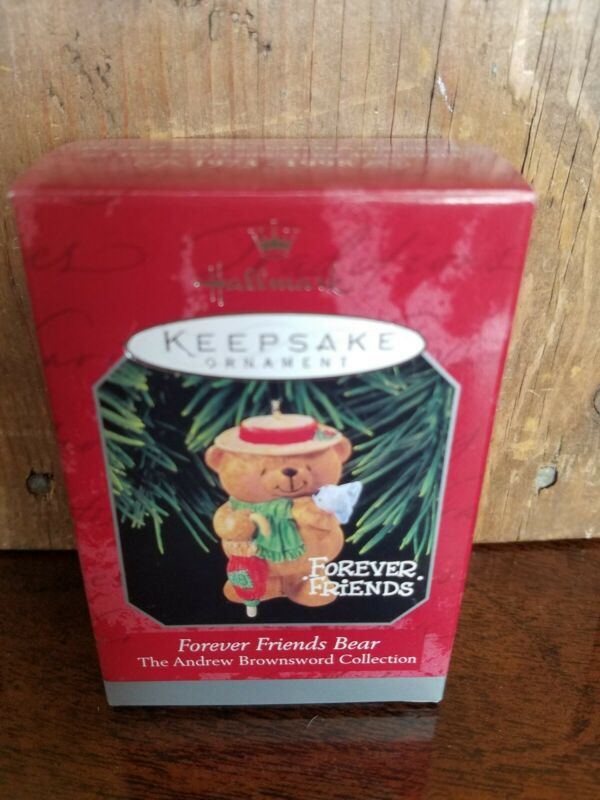 Hallmark
KEEPSAKE
ORNAMENT
FOREVER
FRiENDS
Forever Friends Bear
The Andrew Brownsword Collection